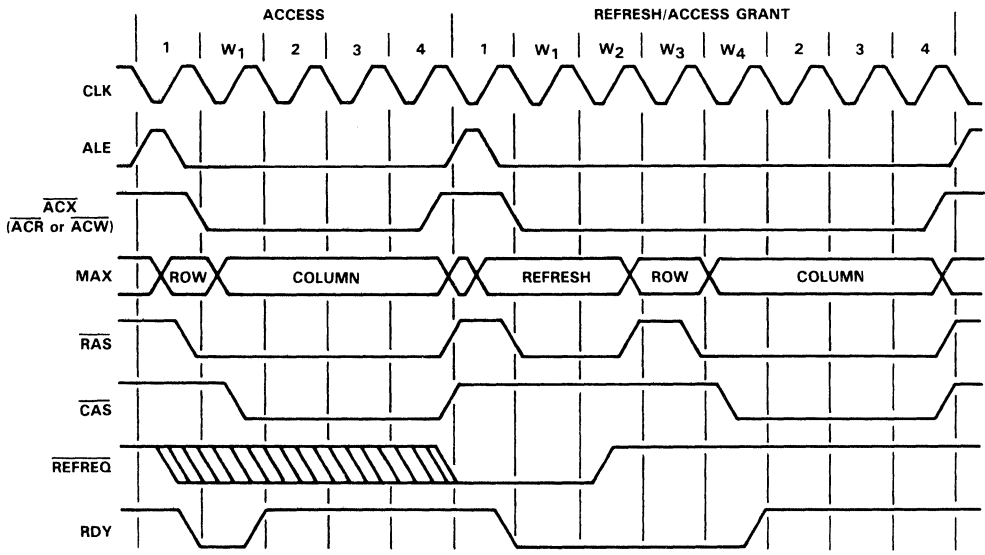 ACCESS REFRESH/ACCESS GRANT
1 W1 2 3 4 1 W1 W2 W3 W4 2 3 4
CLK
ALE
ACX
(ACR or ACW)
MAX ROW COLUMN REFRESH ROW COLUMN
RAS
CAS
REFREQ
RDY